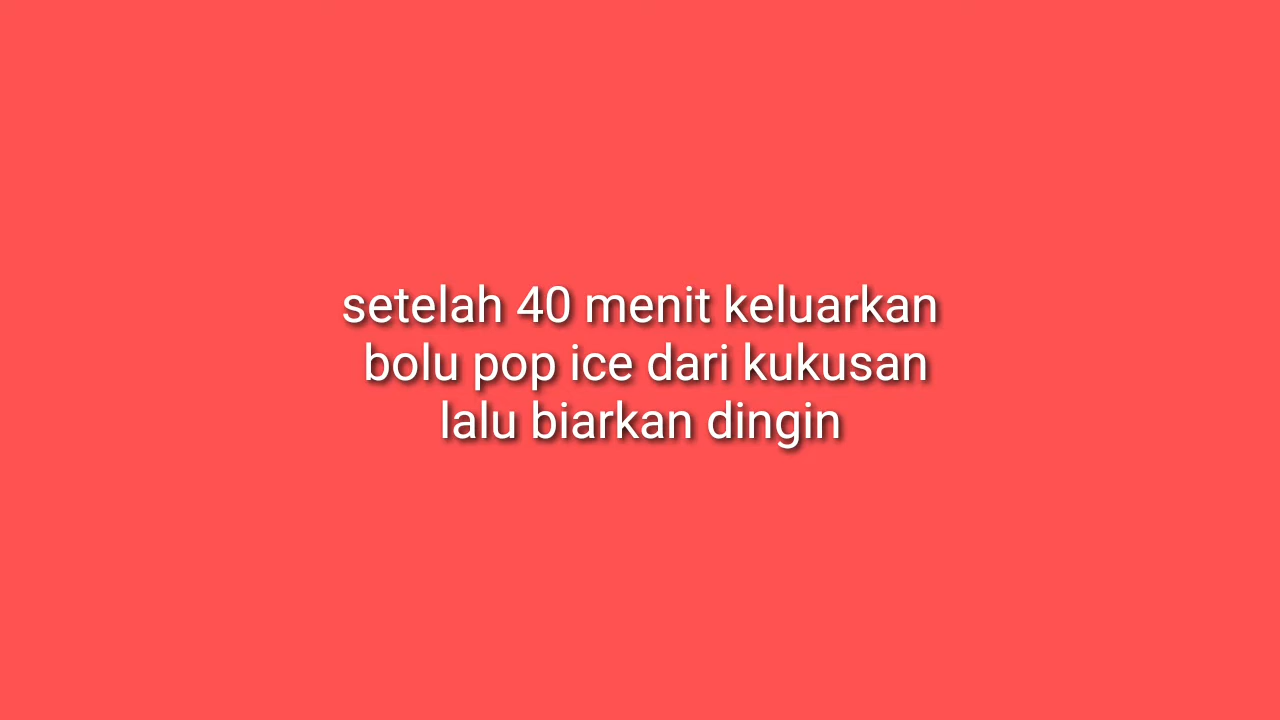 setelah 40 menit keluarkan
bolu pop ice dari kukusan
lalu biarkan dingin